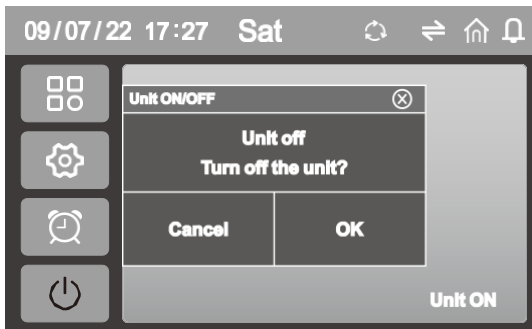 09/07/22 17:27 Sat
Unit ON/OFF
Unit off
Turn off the unit?
Cancel OK
Unit ON